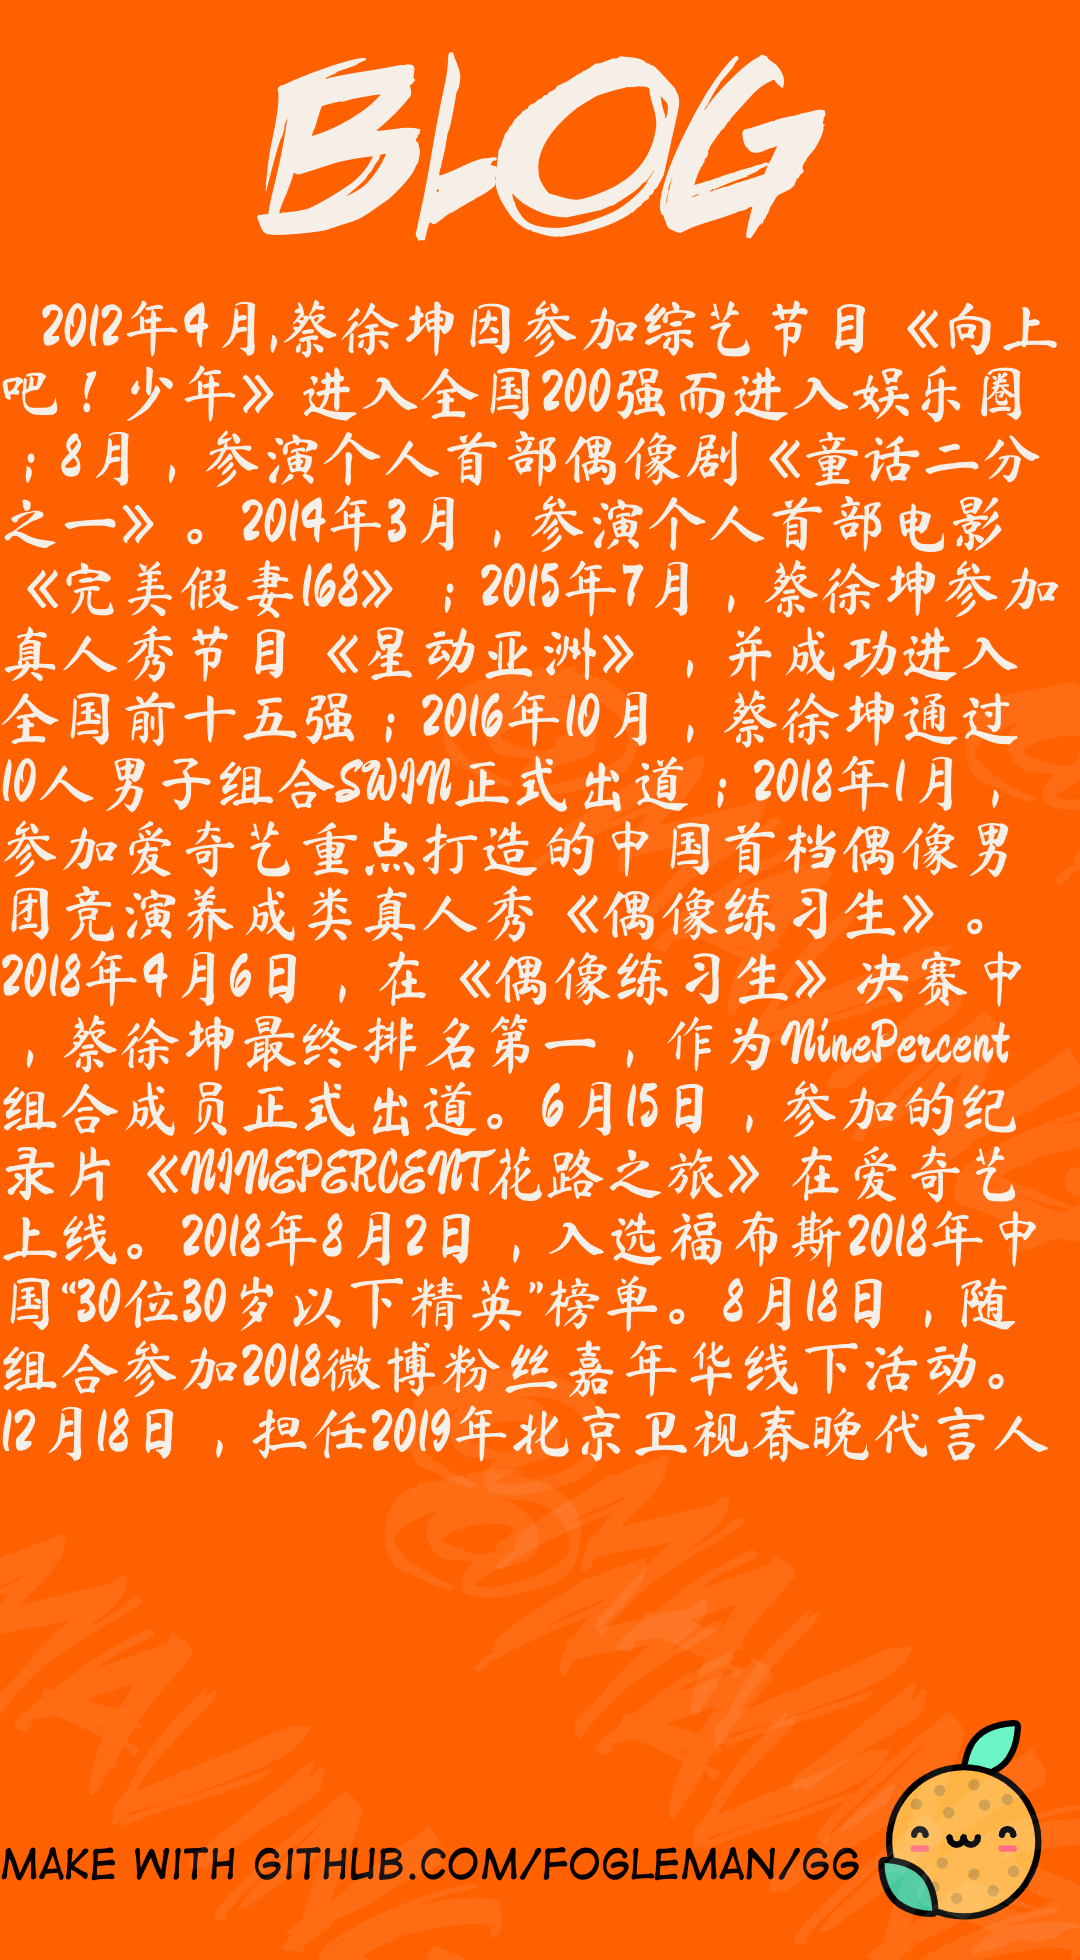 BLOG
2012年4月,蔡徐坤因参加综艺节目《向上
吧！少年》进入全国200强而进入娱乐圈
；8月，参演个人首部偶像剧《童话二分
之一》。2014年3月，参演个人首部电影
《完美假妻168》；2015年7月，蔡徐坤参加
真人秀节目《星动亚洲》，并成功进入
全国前十五强；2016年10月，蔡徐坤通过
10人男子组合SWIN正式出道；2018年1月，
参加爱奇艺重点打造的中国首档偶像男
团竞演养成类真人秀《偶像练习生》。
2018年4月6日，在《偶像练习生》决赛中
，蔡徐坤最终排名第一，作为NinePercent
组合成员正式出道。6月15日，参加的纪
录片《NINEPERCENT花路之旅》在爱奇艺
上线。2018年8月2日，入选福布斯2018年中
国“30位30岁以下精英”榜单。8月18日，随
组合参加2018微博粉丝嘉年华线下活动。
12月18日，担任2019年北京卫视春晚代言人
MAKE WITH GITHUB.COM/FOGLEMAN/GG